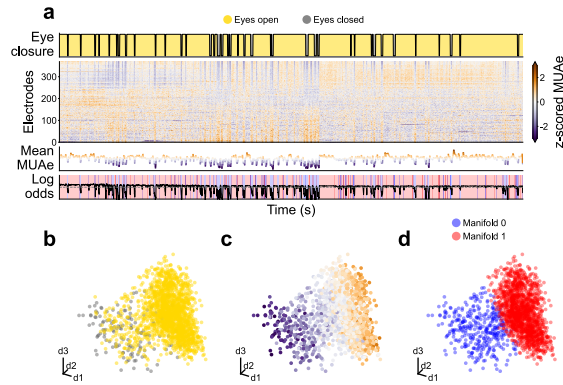 a
Eyes open
Eyes closed
Eye
closure
Electrodes
300
200
100
0
2
0
−2
z-scored MUAe
Mean
MUAe
Log
odds
Time (s)
Manifold 0
Manifold 1
b
c
d
d3
d2
d1
d3
d2
d1
d3
d2
d1